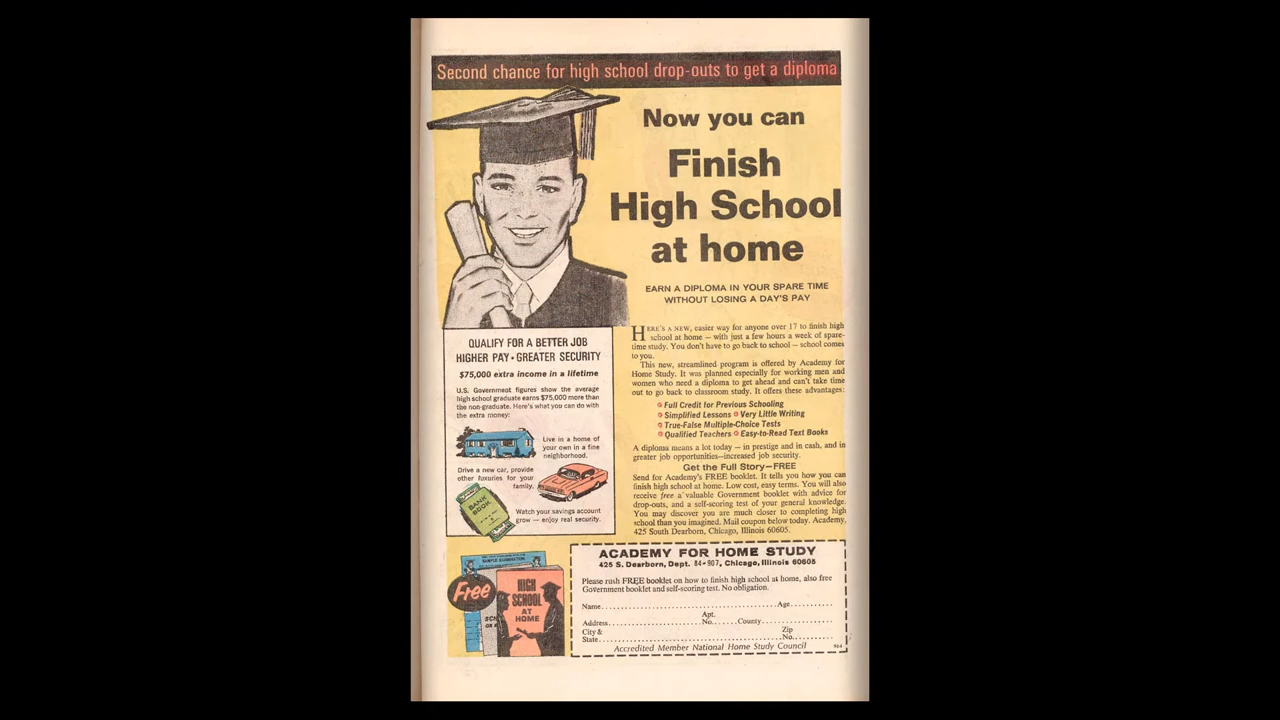 Second chance for high school drop-outs to get a diploma
Now you can
Finish
High School
at home
EARN A DIPLOMA IN YOUR SPARE TIME
WITHOUT LOSING A DAY'S PAY
HERE'S A NEW, easier way for anyone over 17 to finish high
school at home — with just a few hours a week of spare-
time study. You don't have to go back to school — school comes
to you.
This new, streamlined program is offered by Academy for
Home Study. It was planned especially for working men and
women who need a diploma to get ahead and can't take time
out to go back to classroom study. It offers these advantages:
Full Credit for Previous Schooling
Simplified Lessons Very Little Writing
True-False Multiple-Choice Tests
Qualified Teachers Easy-to-Read Text Books
A diploma means a lot today — in prestige and in cash, and in
greater job opportunities—increased job security.
Get the Full Story—FREE
Send for Academy's FREE booklet. It tells you how you can
finish high school at home. Low cost, easy terms. You will also
receive free a valuable Government booklet with advice for
drop-outs, and a self-scoring test of your general knowledge.
You may discover you are much closer to completing high
school than you imagined. Mail coupon below today. Academy,
425 South Dearborn, Chicago, Illinois 60605.
QUALIFY FOR A BETTER JOB
HIGHER PAY • GREATER SECURITY
$75,000 extra income in a lifetime
U.S. Government figures show the average
high school graduate earns $75,000 more than
the non-graduate. Here's what you can do with
the extra money:
Live in a home of
your own in a fine
neighborhood.
Drive a new car, provide
other luxuries for your
family.
BANK
BOOK
Watch your savings account
grow — enjoy real security.
SAMPLE EXAMINATION
Free
HIGH
SCHOOL
AT
HOME
ACADEMY FOR HOME STUDY
425 S. Dearborn, Dept. 84-907, Chicago, Illinois 60605
Please rush FREE booklet on how to finish high school at home, also free
Government booklet and self-scoring test. No obligation.
Name Age
Apt.
Address No. County
City & Zip
State No.
Accredited Member National Home Study Council